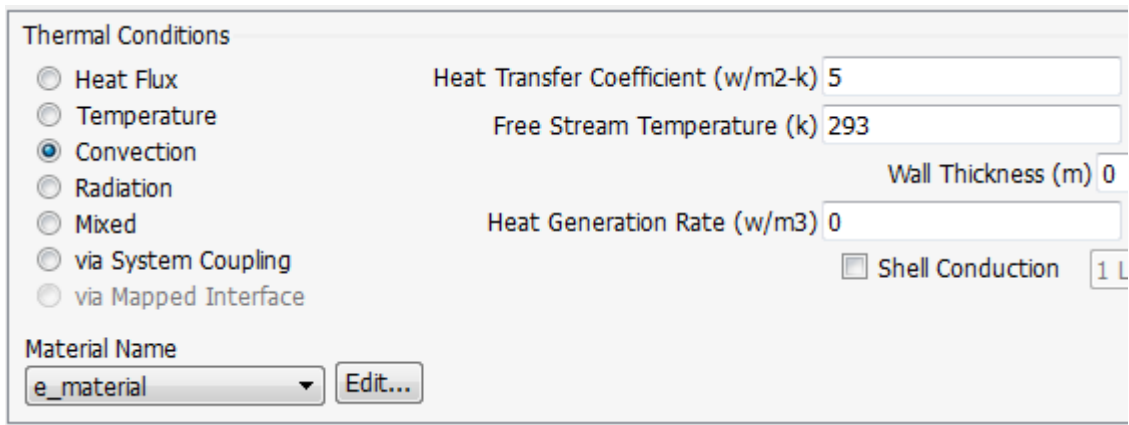 Thermal Conditions
Heat Flux
Heat Transfer Coefficient (w/m2-k) 5
Temperature
Free Stream Temperature (k) 293
Convection
Wall Thickness (m) 0
Radiation
Mixed
Heat Generation Rate (w/m3) 0
via System Coupling
Shell Conduction 1 L
via Mapped Interface
Material Name
e_material Edit...